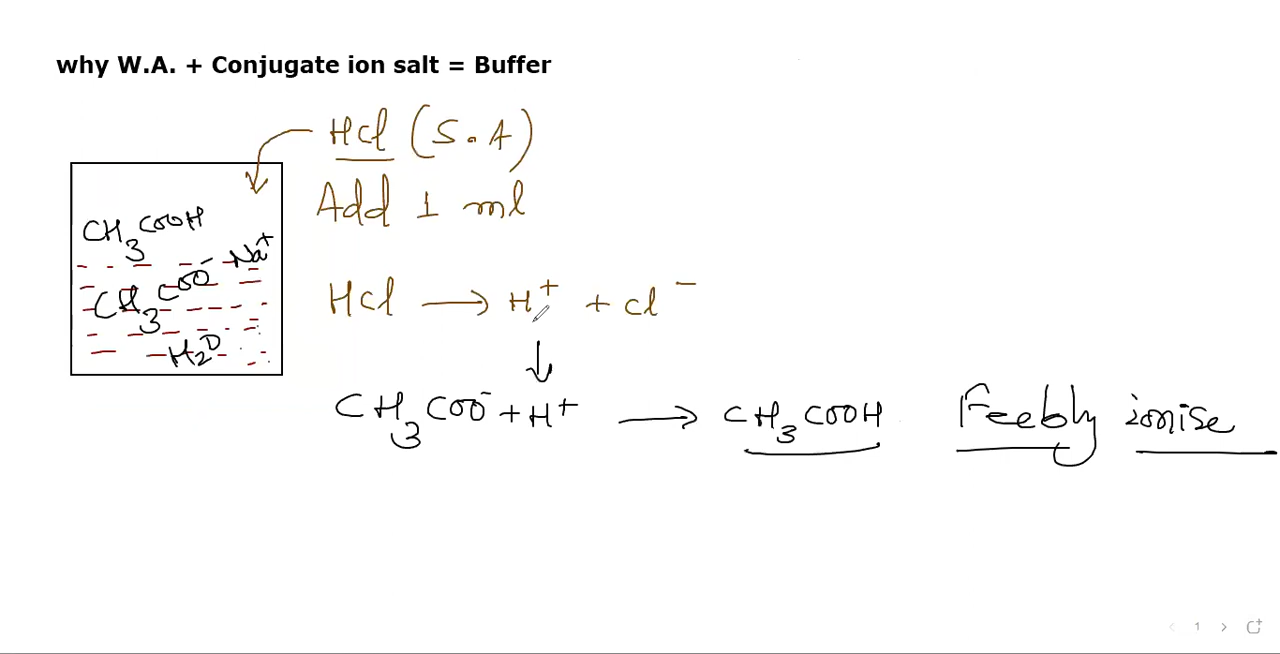 why W.A. + Conjugate ion salt = Buffer
HCl (S.A)
Add 1 ml
CH3COOH
CH3COO⁻ Na⁺
H2O
HCl ⟶ H⁺ + Cl⁻
↓
CH3COO⁻ + H⁺ ⟶ CH3COOH Feebly ionise
1